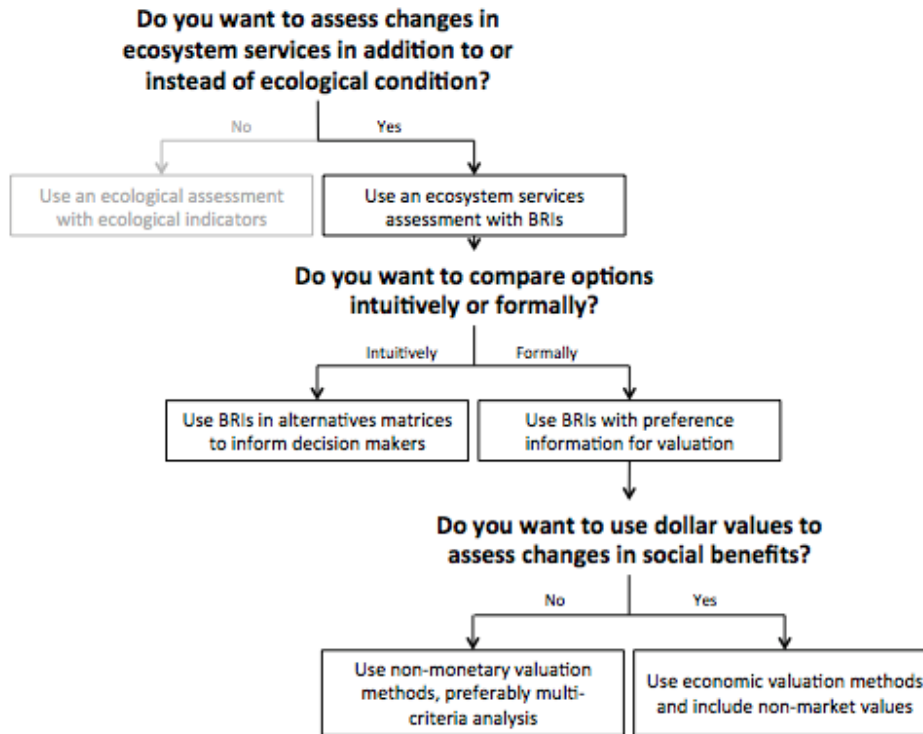 Do you want to assess changes in
ecosystem services in addition to or
instead of ecological condition?
No
Yes
Use an ecological assessment
with ecological indicators
Use an ecosystem services
assessment with BRIs
Do you want to compare options
intuitively or formally?
Intuitively
Formally
Use BRIs in alternatives matrices
to inform decision makers
Use BRIs with preference
information for valuation
Do you want to use dollar values to
assess changes in social benefits?
No
Yes
Use non-monetary valuation
methods, preferably multi-
criteria analysis
Use economic valuation methods
and include non-market values